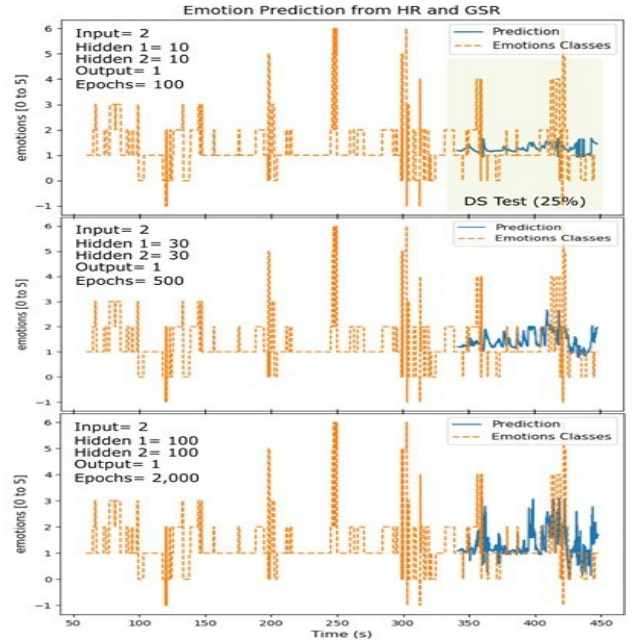 Emotion Prediction from HR and GSR
Input= 2
Hidden 1= 10
Hidden 2= 10
Output= 1
Epochs= 100
Prediction
Emotions Classes
DS Test (25%)
emotions [0 to 5]
6
5
4
3
2
1
0
−1
Input= 2
Hidden 1= 30
Hidden 2= 30
Output= 1
Epochs= 500
Prediction
Emotions Classes
emotions [0 to 5]
6
5
4
3
2
1
0
−1
Input= 2
Hidden 1= 100
Hidden 2= 100
Output= 1
Epochs= 2,000
Prediction
Emotions Classes
emotions [0 to 5]
6
5
4
3
2
1
0
−1
50 100 150 200 250 300 350 400 450
Time (s)